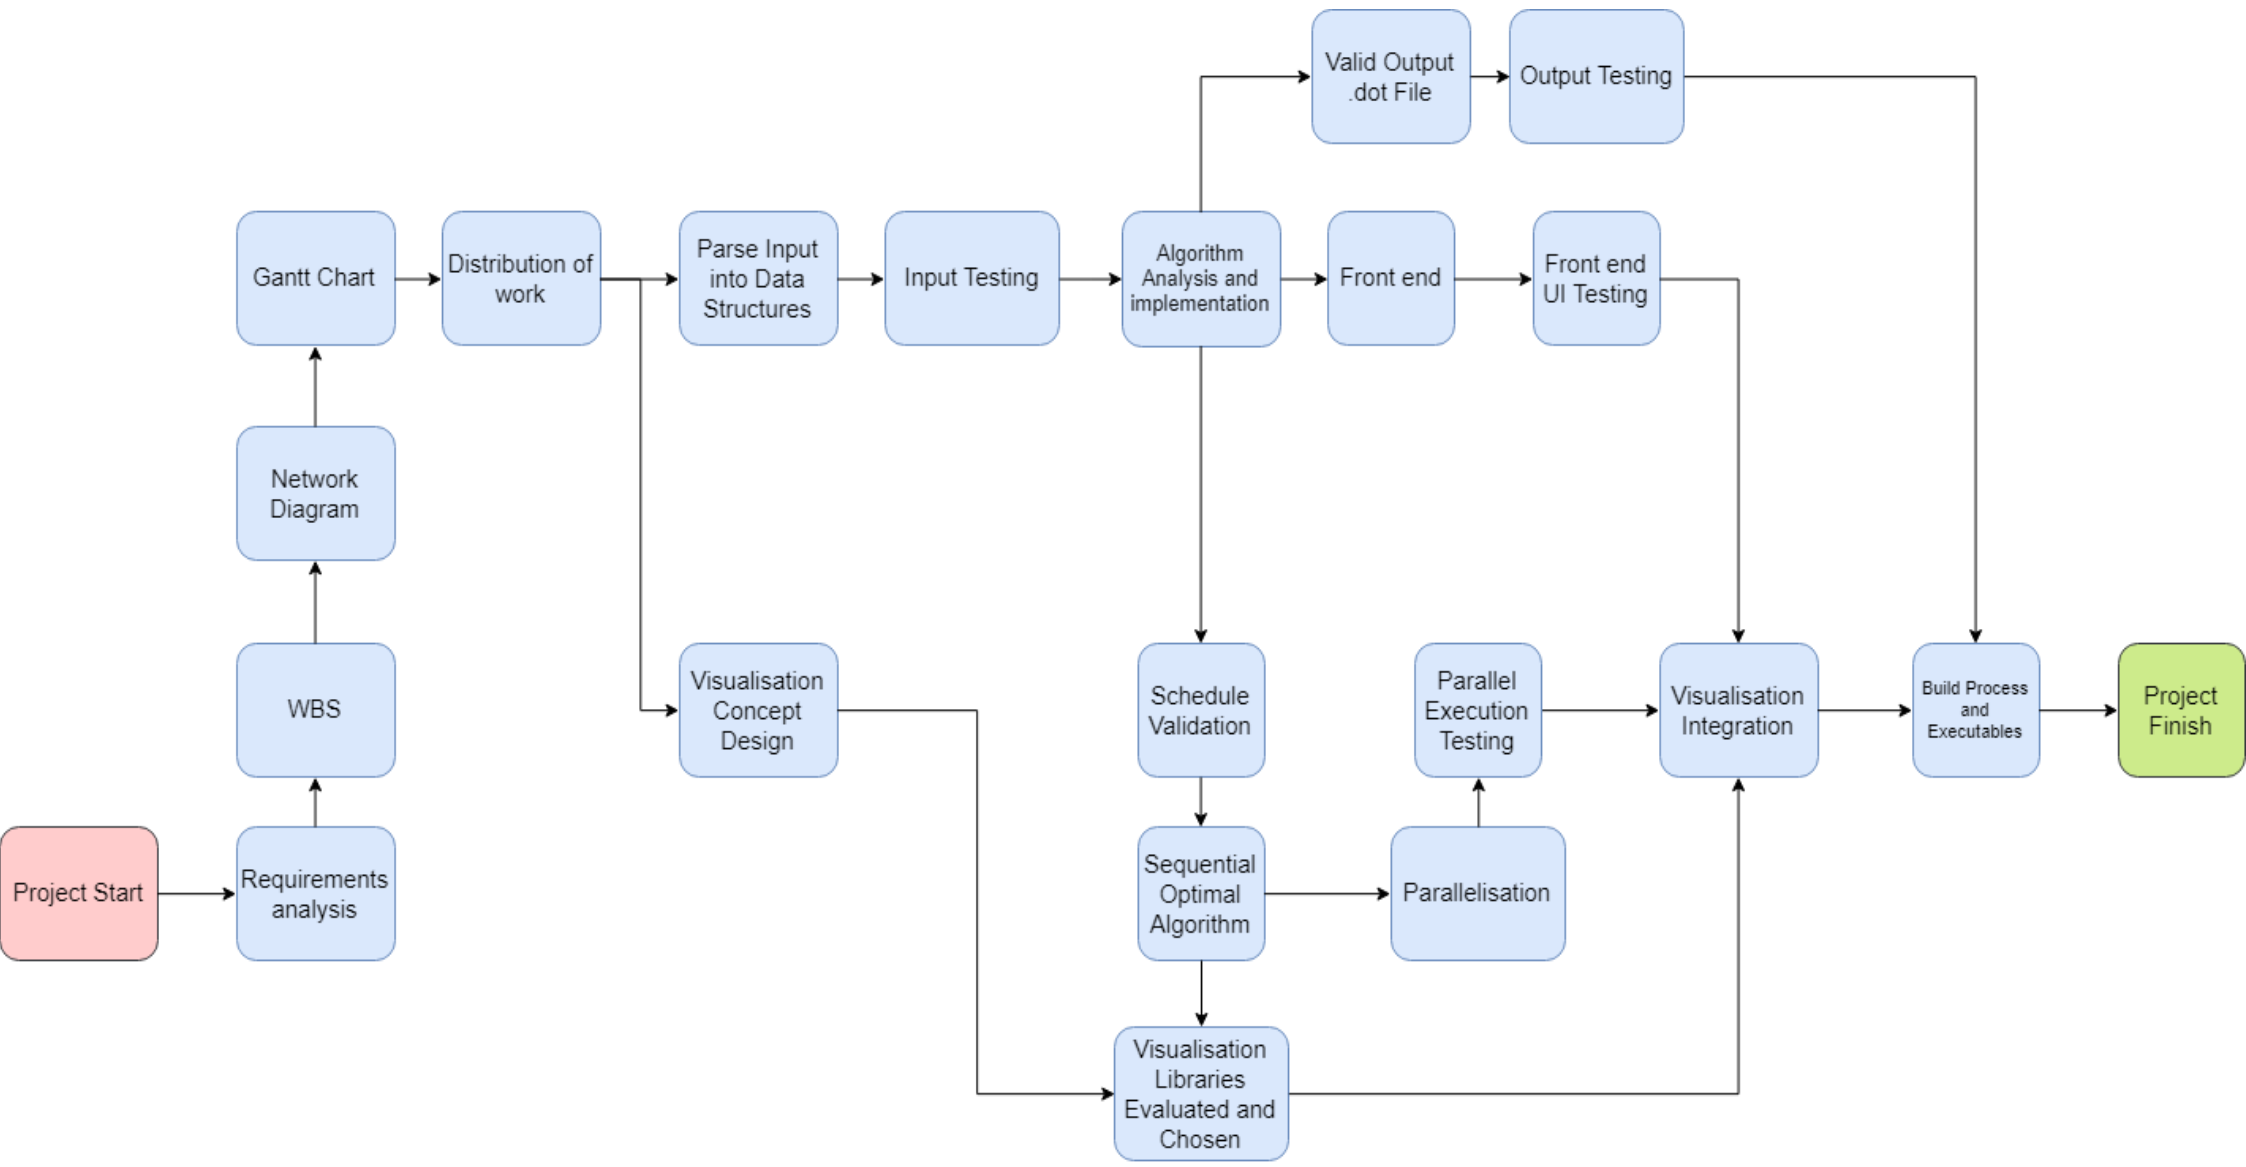 Valid Output
.dot File
Output Testing
Gantt Chart
Distribution of
work
Parse Input
into Data
Structures
Input Testing
Algorithm
Analysis and
implementation
Front end
Front end
UI Testing
Network
Diagram
WBS
Visualisation
Concept
Design
Schedule
Validation
Parallel
Execution
Testing
Visualisation
Integration
Build Process
and
Executables
Project
Finish
Project Start
Requirements
analysis
Sequential
Optimal
Algorithm
Parallelisation
Visualisation
Libraries
Evaluated and
Chosen